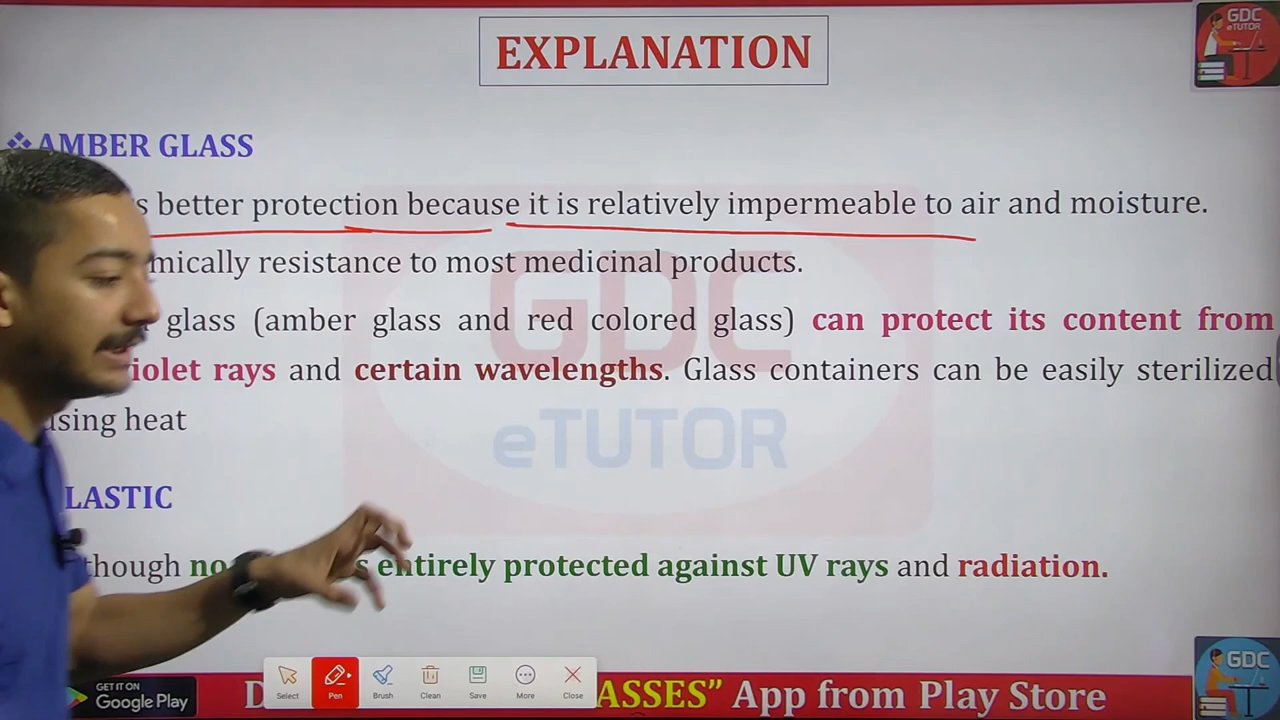 EXPLANATION
GDC
eTUTOR
AMBER GLASS
s better protection because it is relatively impermeable to air and moisture.
mically resistance to most medicinal products.
glass (amber glass and red colored glass) can protect its content from
iolet rays and certain wavelengths. Glass containers can be easily sterilized
using heat
GDC
eTUTOR
LASTIC
though no s entirely protected against UV rays and radiation.
Select
Pen
Brush
Clean
Save
More
Close
GET IT ON
Google Play
D ASSES” App from Play Store
GDC